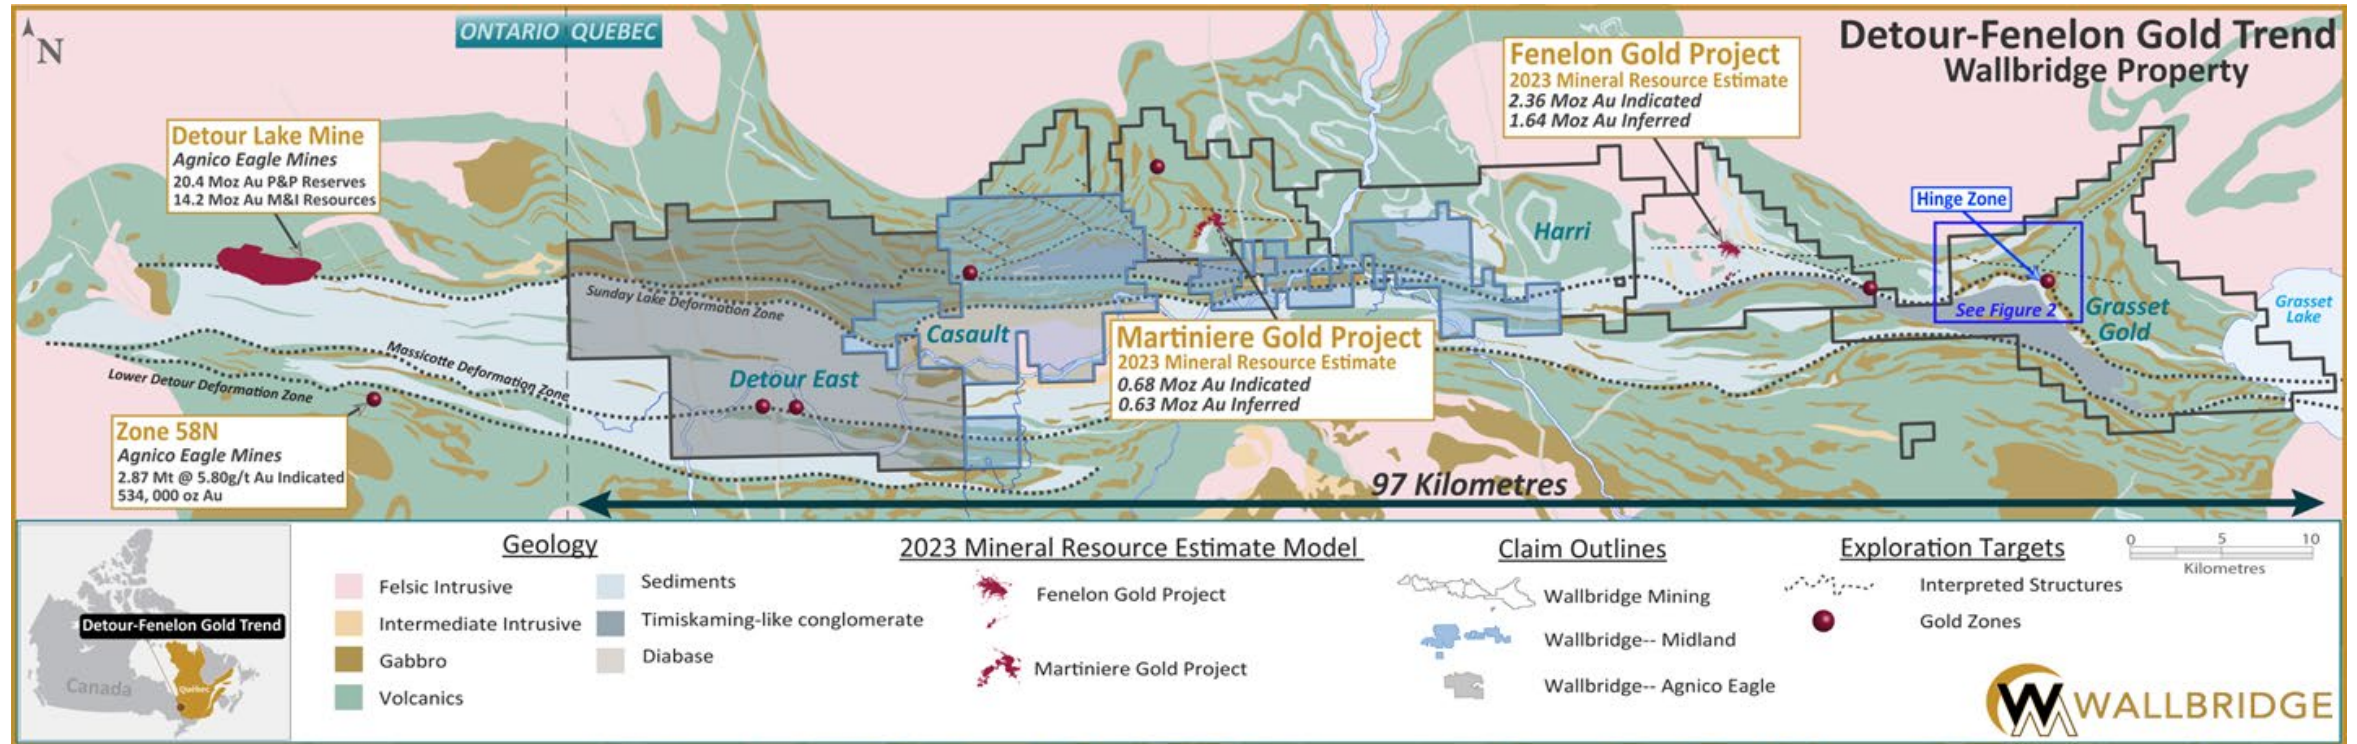 N
ONTARIO QUEBEC
Detour-Fenelon Gold Trend
Wallbridge Property
Fenelon Gold Project
2023 Mineral Resource Estimate
2.36 Moz Au Indicated
1.64 Moz Au Inferred
Detour Lake Mine
Agnico Eagle Mines
20.4 Moz Au P&P Reserves
14.2 Moz Au M&I Resources
Hinge Zone
Harri
Sunday Lake Deformation Zone
See Figure 2
Grasset
Gold
Grasset
Lake
Casault
Martiniere Gold Project
2023 Mineral Resource Estimate
0.68 Moz Au Indicated
0.63 Moz Au Inferred
Massicotte Deformation Zone
Lower Detour Deformation Zone
Detour East
Zone 58N
Agnico Eagle Mines
2.87 Mt @ 5.80g/t Au Indicated
534, 000 oz Au
97 Kilometres
Detour-Fenelon Gold Trend
Canada
Québec
Geology
Felsic Intrusive
Intermediate Intrusive
Gabbro
Volcanics
Sediments
Timiskaming-like conglomerate
Diabase
2023 Mineral Resource Estimate Model
Fenelon Gold Project
Martiniere Gold Project
Claim Outlines
Wallbridge Mining
Wallbridge-- Midland
Wallbridge-- Agnico Eagle
Exploration Targets
Interpreted Structures
Gold Zones
0 5 10
Kilometres
WALLBRIDGE